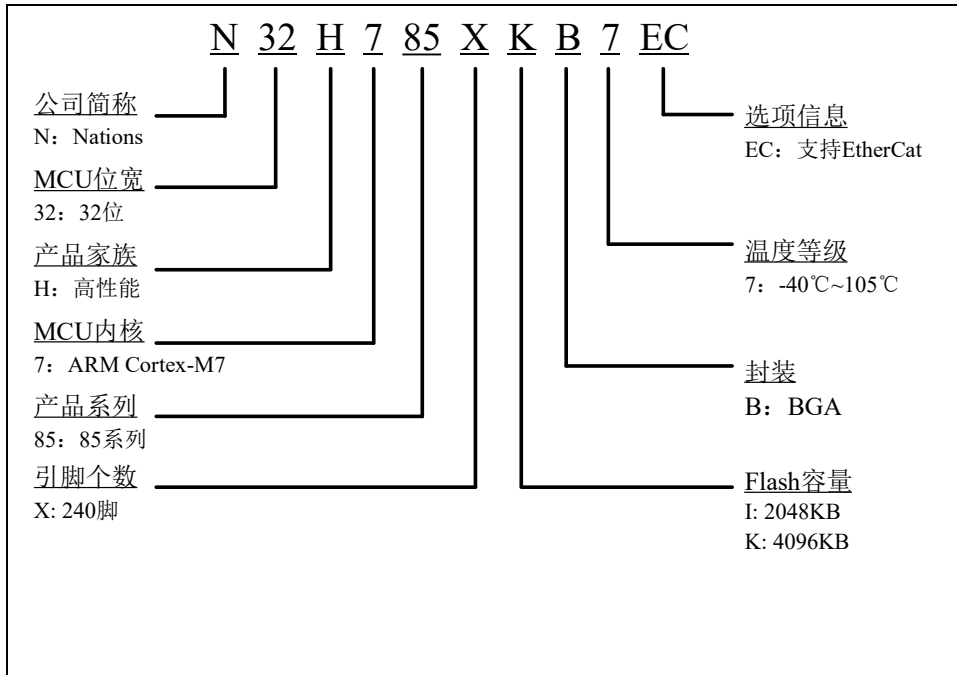 N 32 H 7 85 X K B 7 EC
公司简称
N：Nations
MCU位宽
32：32位
产品家族
H：高性能
MCU内核
7：ARM Cortex-M7
产品系列
85：85系列
引脚个数
X: 240脚
选项信息
EC：支持EtherCat
温度等级
7：-40℃~105℃
封装
B：BGA
Flash容量
I: 2048KB
K: 4096KB